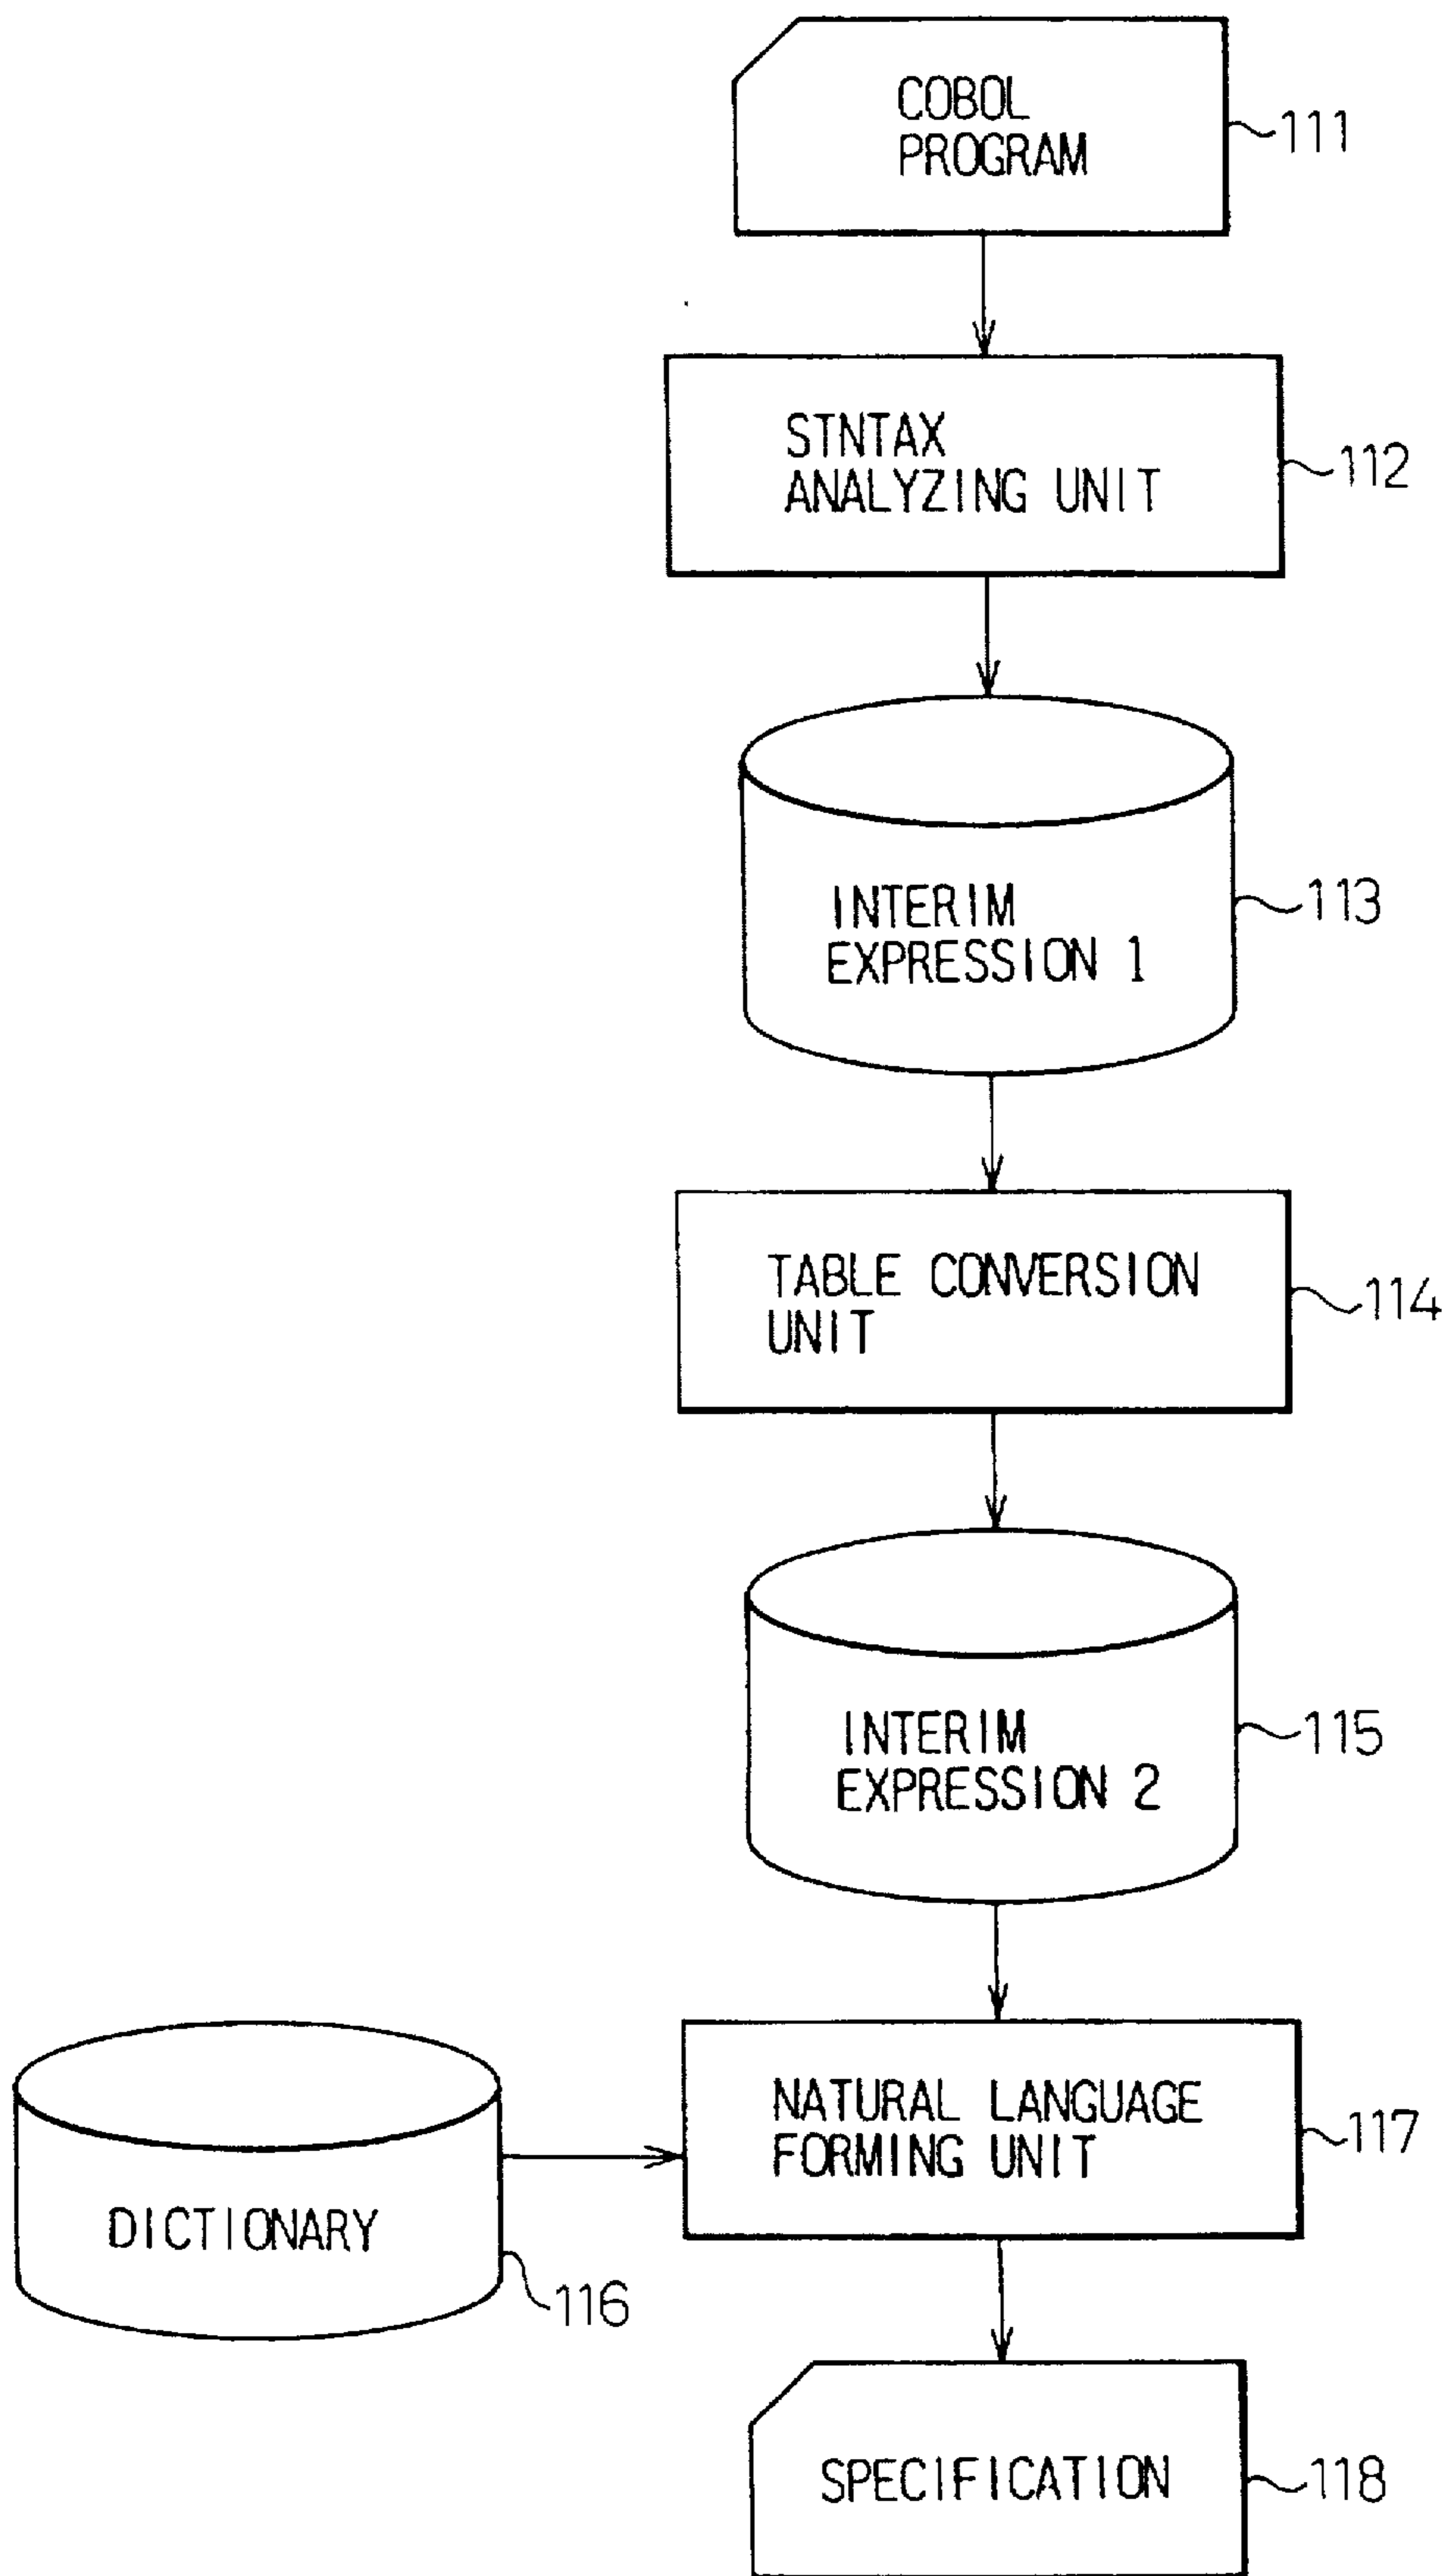 COBOL
PROGRAM
111
STNTAX
ANALYZING UNIT
112
INTERIM
EXPRESSION 1
113
TABLE CONVERSION
UNIT
114
INTERIM
EXPRESSION 2
115
NATURAL LANGUAGE
FORMING UNIT
117
DICTIONARY
116
SPECIFICATION
118